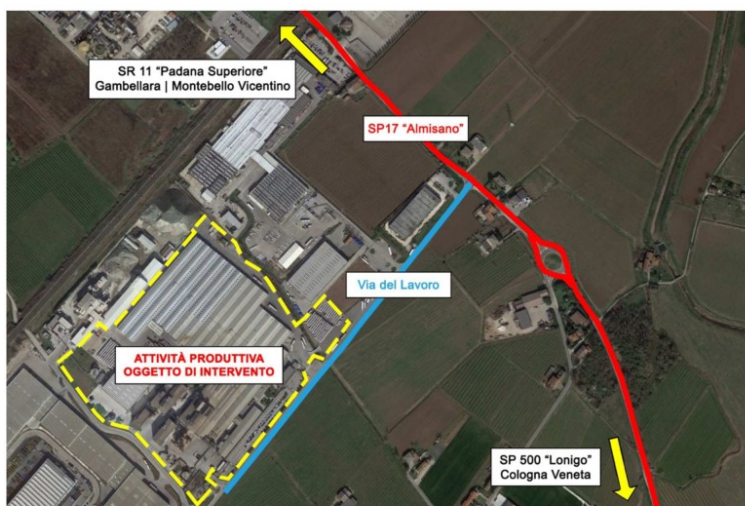 SR 11 “Padana Superiore”
Gambellara | Montebello Vicentino
SP17 “Almisano”
Via del Lavoro
ATTIVITÀ PRODUTTIVA
OGGETTO DI INTERVENTO
SP 500 “Lonigo”
Cologna Veneta